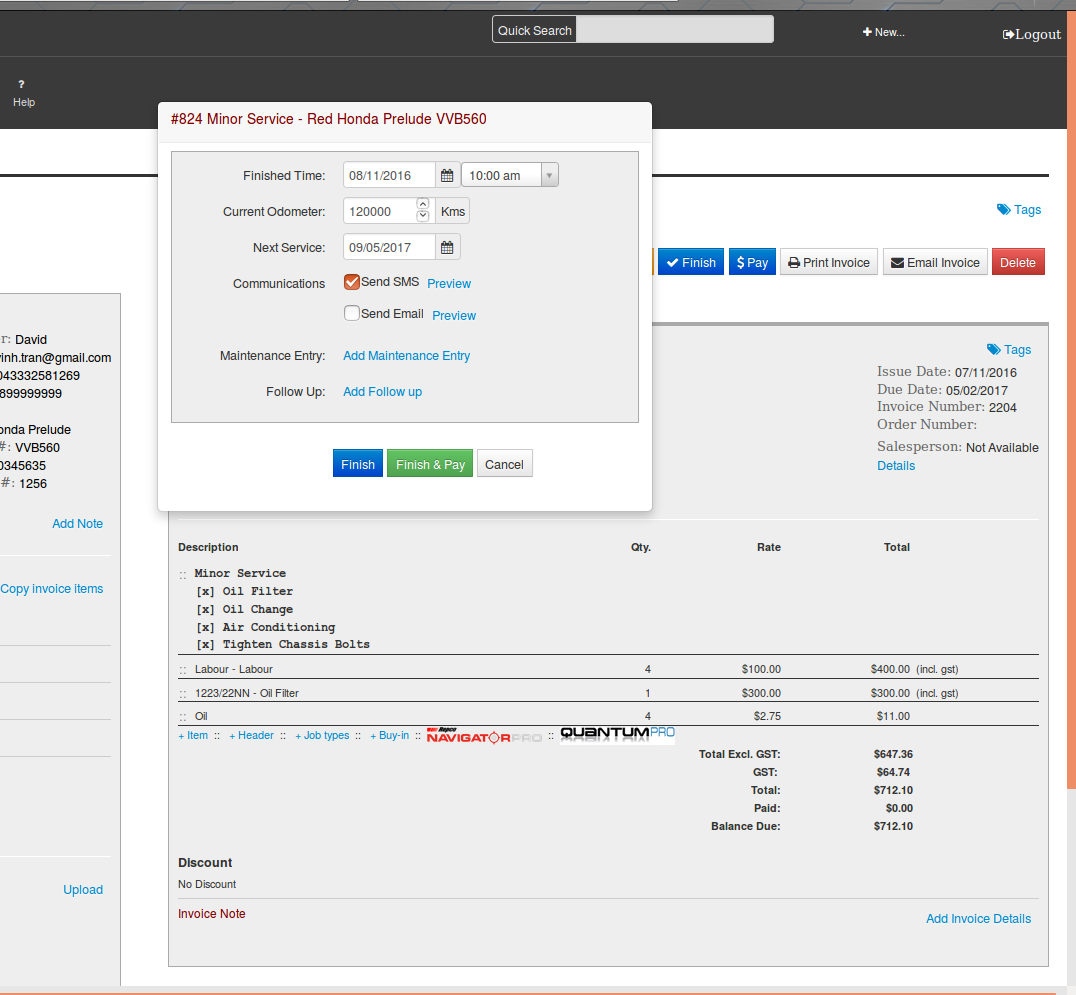 Quick Search
New...
Logout
?
Help
#824 Minor Service - Red Honda Prelude VVB560
Finished Time: 08/11/2016 10:00 am
Current Odometer: 120000 Kms
Next Service: 09/05/2017
Communications Send SMS Preview
Send Email Preview
Maintenance Entry: Add Maintenance Entry
Follow Up: Add Follow up
Finish Finish & Pay Cancel
Tags
Finish $ Pay Print Invoice Email Invoice Delete
r: David
vinh.tran@gmail.com
043332581269
899999999
onda Prelude
#: VVB560
0345635
#: 1256
Add Note
Copy invoice items
Upload
Tags
Issue Date: 07/11/2016
Due Date: 05/02/2017
Invoice Number: 2204
Order Number:
Salesperson: Not Available
Details
Description Qty. Rate Total
:: Minor Service
[x] Oil Filter
[x] Oil Change
[x] Air Conditioning
[x] Tighten Chassis Bolts
:: Labour - Labour 4 $100.00 $400.00 (incl. gst)
:: 1223/22NN - Oil Filter 1 $300.00 $300.00 (incl. gst)
:: Oil 4 $2.75 $11.00
+ Item :: + Header :: + Job types :: + Buy-in :: Repco NAVIGATOR PRO :: QUANTUMPRO
Total Excl. GST: $647.36
GST: $64.74
Total: $712.10
Paid: $0.00
Balance Due: $712.10
Discount
No Discount
Invoice Note
Add Invoice Details